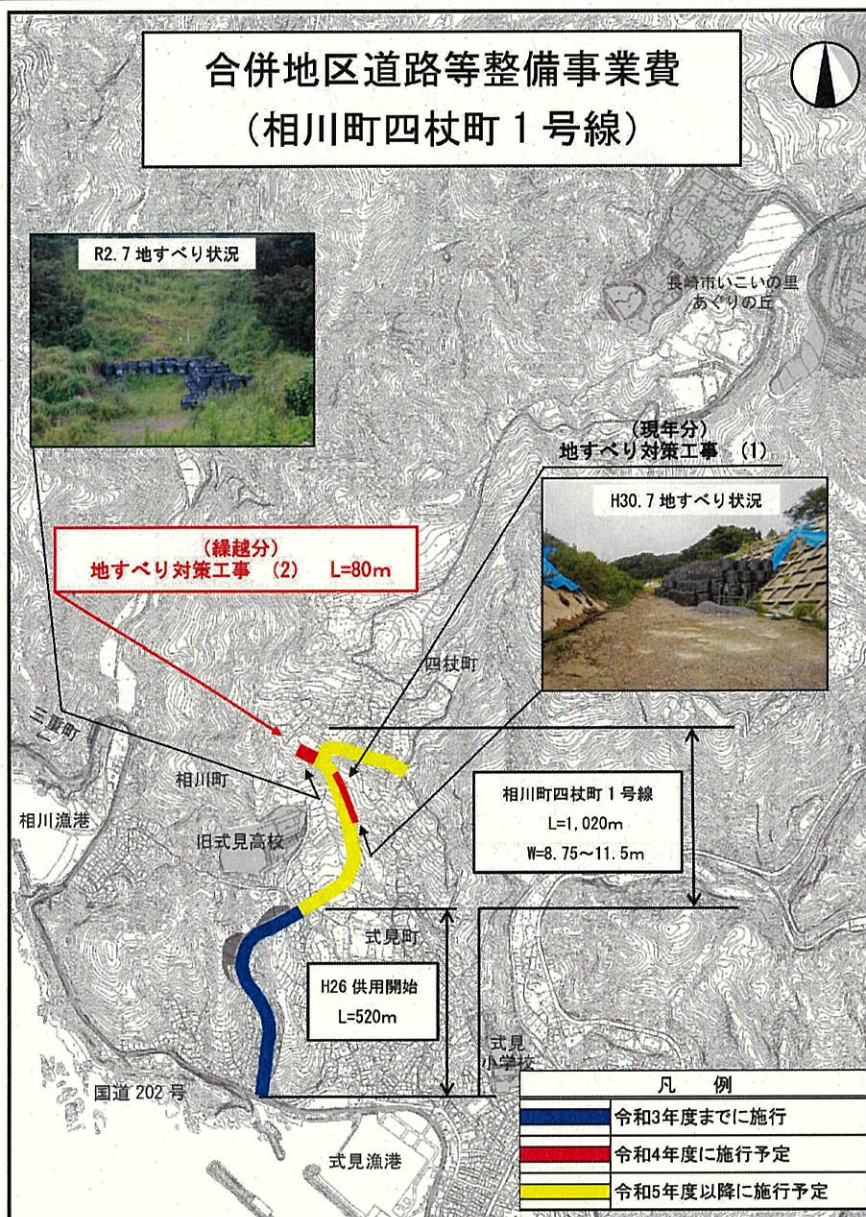 合併地区道路等整備事業費
（相川町四杖町１号線）
R2.7 地すべり状況
長崎市いこいの里
あぐりの丘
（現年分）
地すべり対策工事 （1）
H30.7 地すべり状況
（繰越分）
地すべり対策工事 （2） L=80m
四杖町
三重町
相川町
相川漁港
旧式見高校
相川町四杖町１号線
L=1,020m
W=8.75～11.5m
式見町
H26 供用開始
L=520m
式見
小学校
国道 202 号
式見漁港
凡 例
令和3年度までに施行
令和4年度に施行予定
令和5年度以降に施行予定